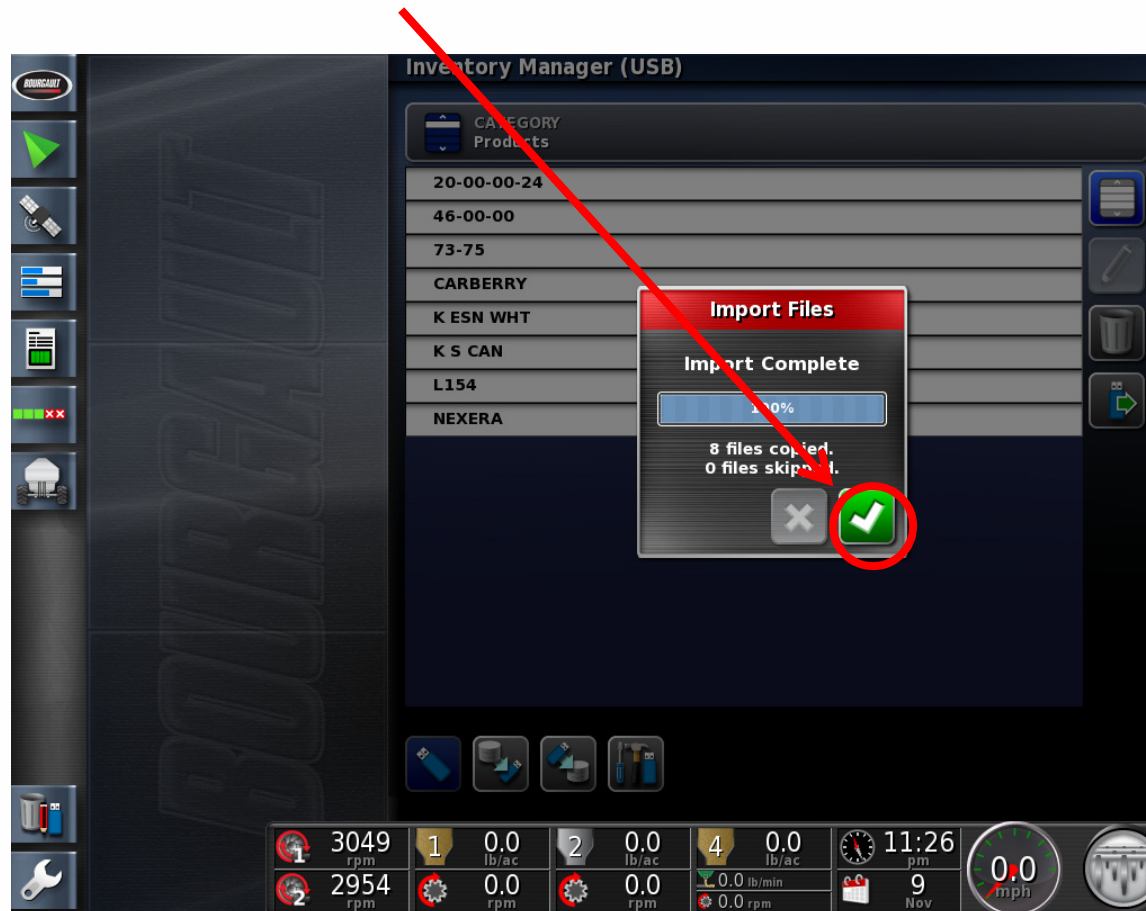 BOURGAULT
Inventory Manager (USB)
CATEGORY
Products
20-00-00-24
46-00-00
73-75
CARBERRY
K ESN WHT
K S CAN
L154
NEXERA
Import Files
Import Complete
100%
8 files copied.
0 files skipped.
BOURGAULT
1 3049 rpm
1 0.0 lb/ac
2 0.0 lb/ac
4 0.0 lb/ac
11:26 pm
2 2954 rpm
0.0 rpm
0.0 rpm
0.0 lb/min
0.0 rpm
9 Nov
0.0 mph